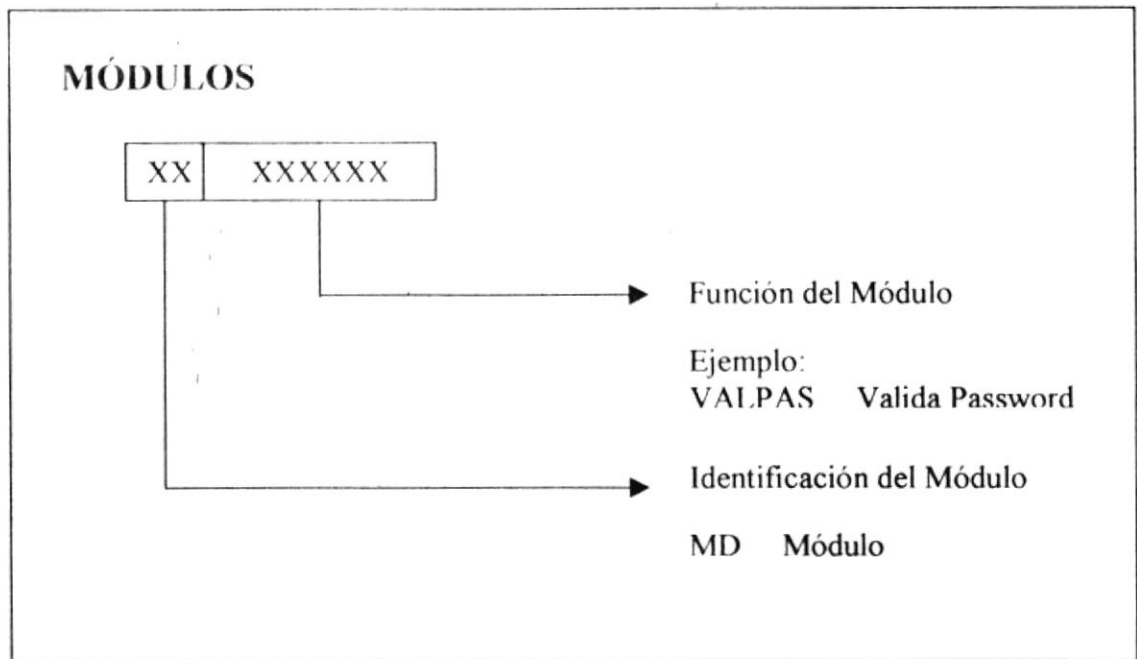 MÓDULOS
XX XXXXXX
Función del Módulo
Ejemplo:
VALPAS Valida Password
Identificación del Módulo
MD Módulo